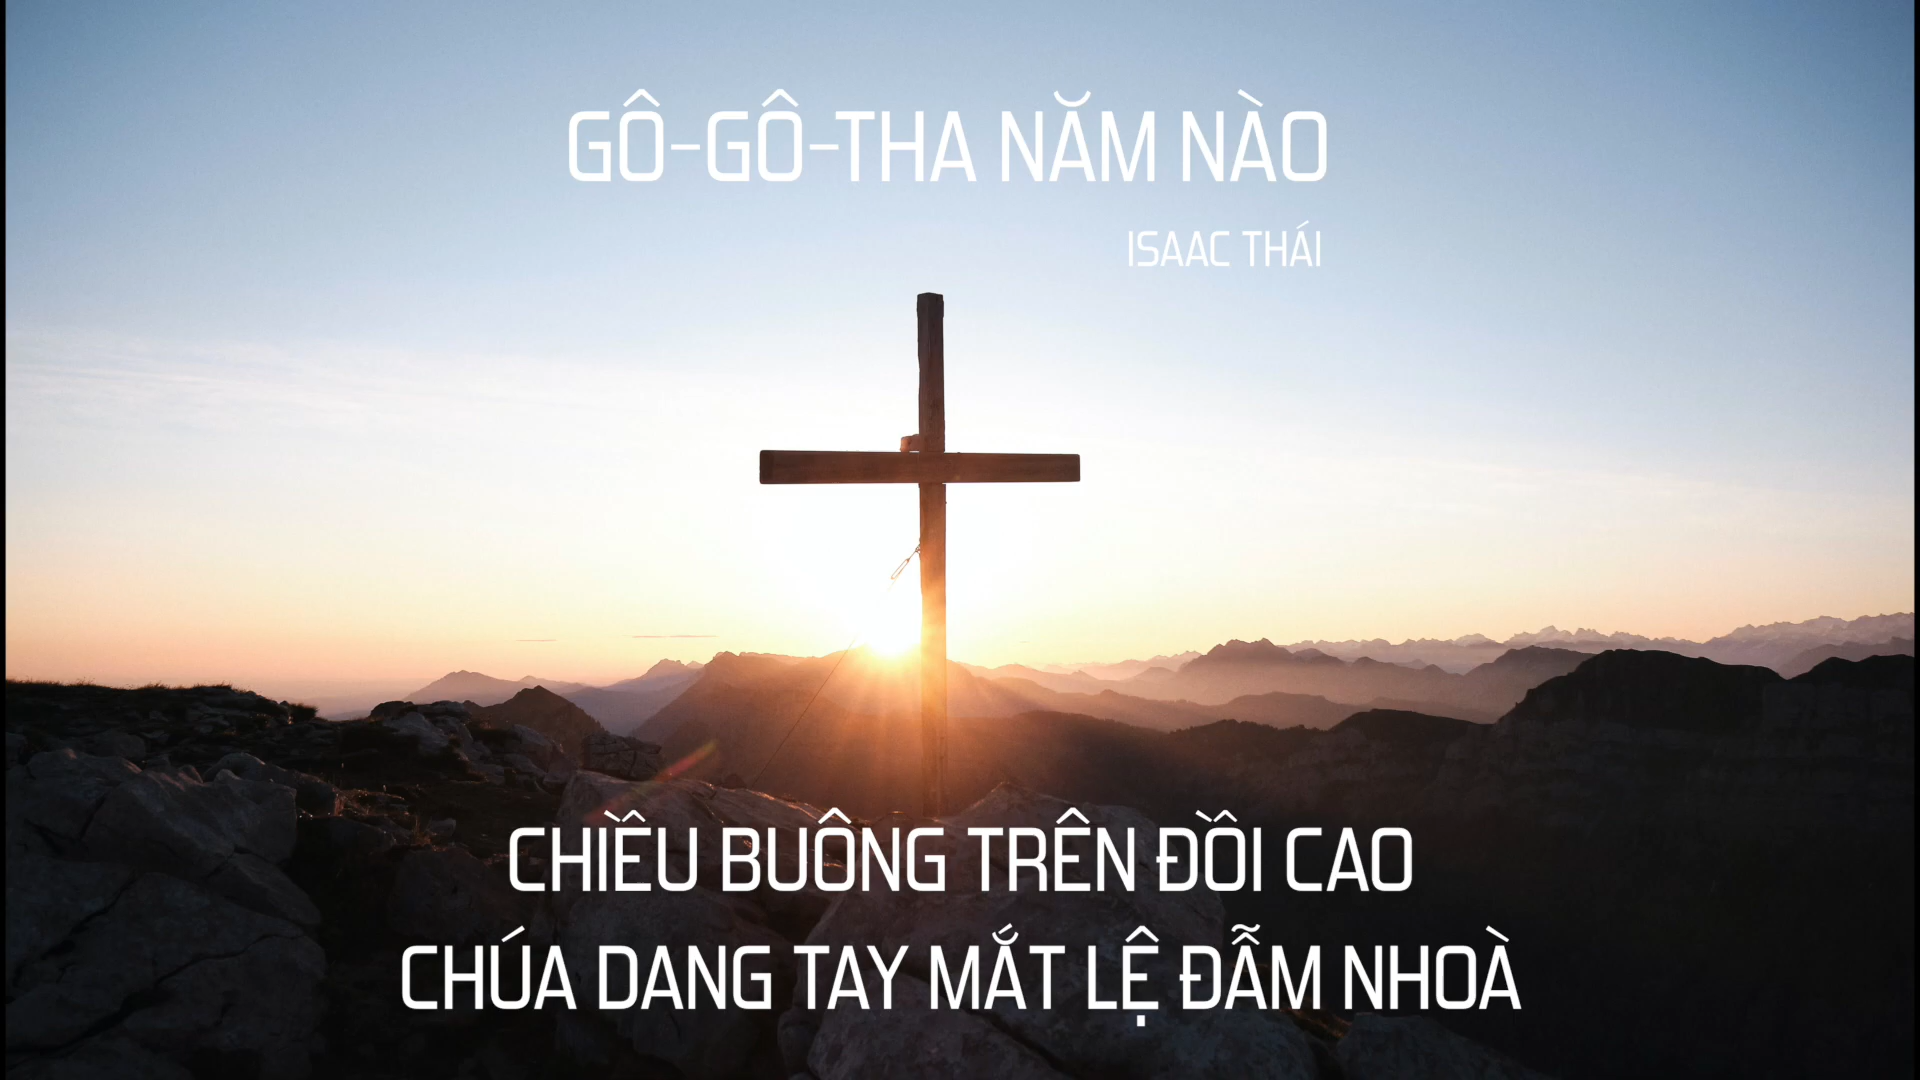 GÔ-GÔ-THA NĂM NÀO
ISAAC THÁI
CHIỀU BUÔNG TRÊN ĐỒI CAO
CHÚA DANG TAY MẮT LỆ ĐẪM NHOÀ